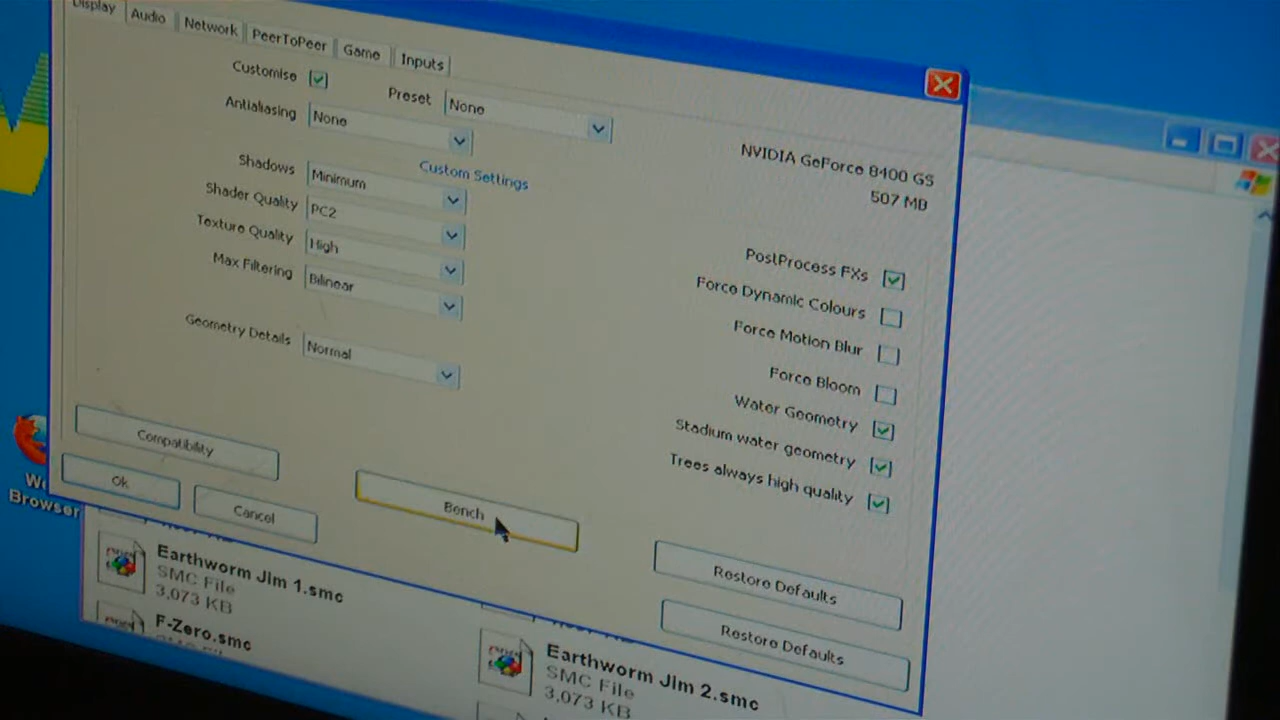 Display Audio Network PeerToPeer Game Inputs
Customise
Preset None
Antialiasing None
NVIDIA GeForce 8400 GS
507 MB
Custom Settings
Shadows Minimum
Shader Quality PC2
Texture Quality High
Max Filtering Bilinear
Geometry Details Normal
PostProcess FXs
Force Dynamic Colours
Force Motion Blur
Force Bloom
Water Geometry
Stadium water geometry
Trees always high quality
Compatibility
Ok
Cancel
Bench
Restore Defaults
Restore Defaults
Browser
Earthworm Jim 1.smc
SMC File
3,073 KB
F-Zero.smc
Earthworm Jim 2.smc
SMC File
3,073 KB